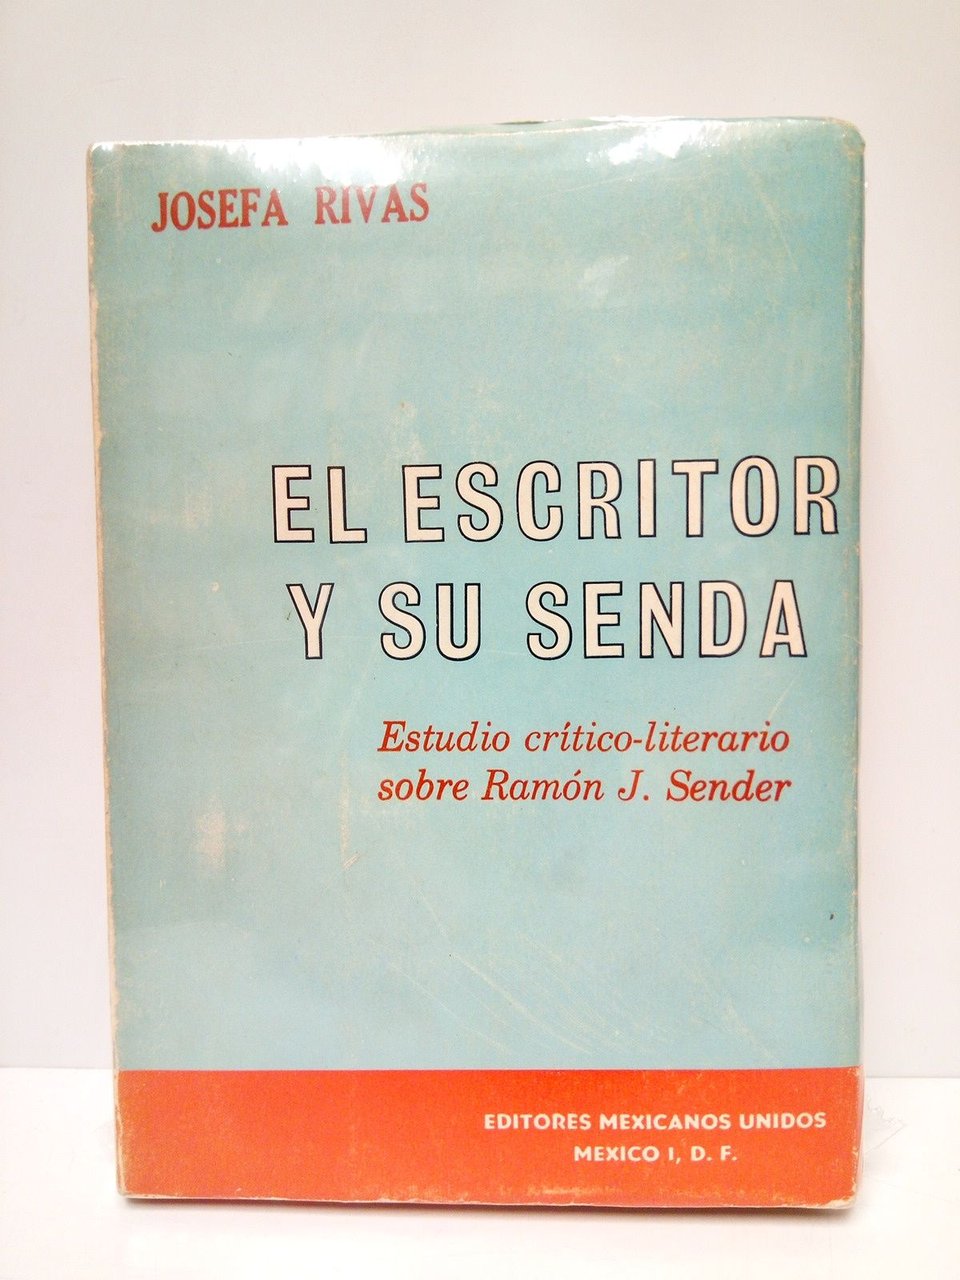 JOSEFA RIVAS
EL ESCRITOR
Y SU SENDA
Estudio crítico-literario
sobre Ramón J. Sender
EDITORES MEXICANOS UNIDOS
MEXICO I, D. F.